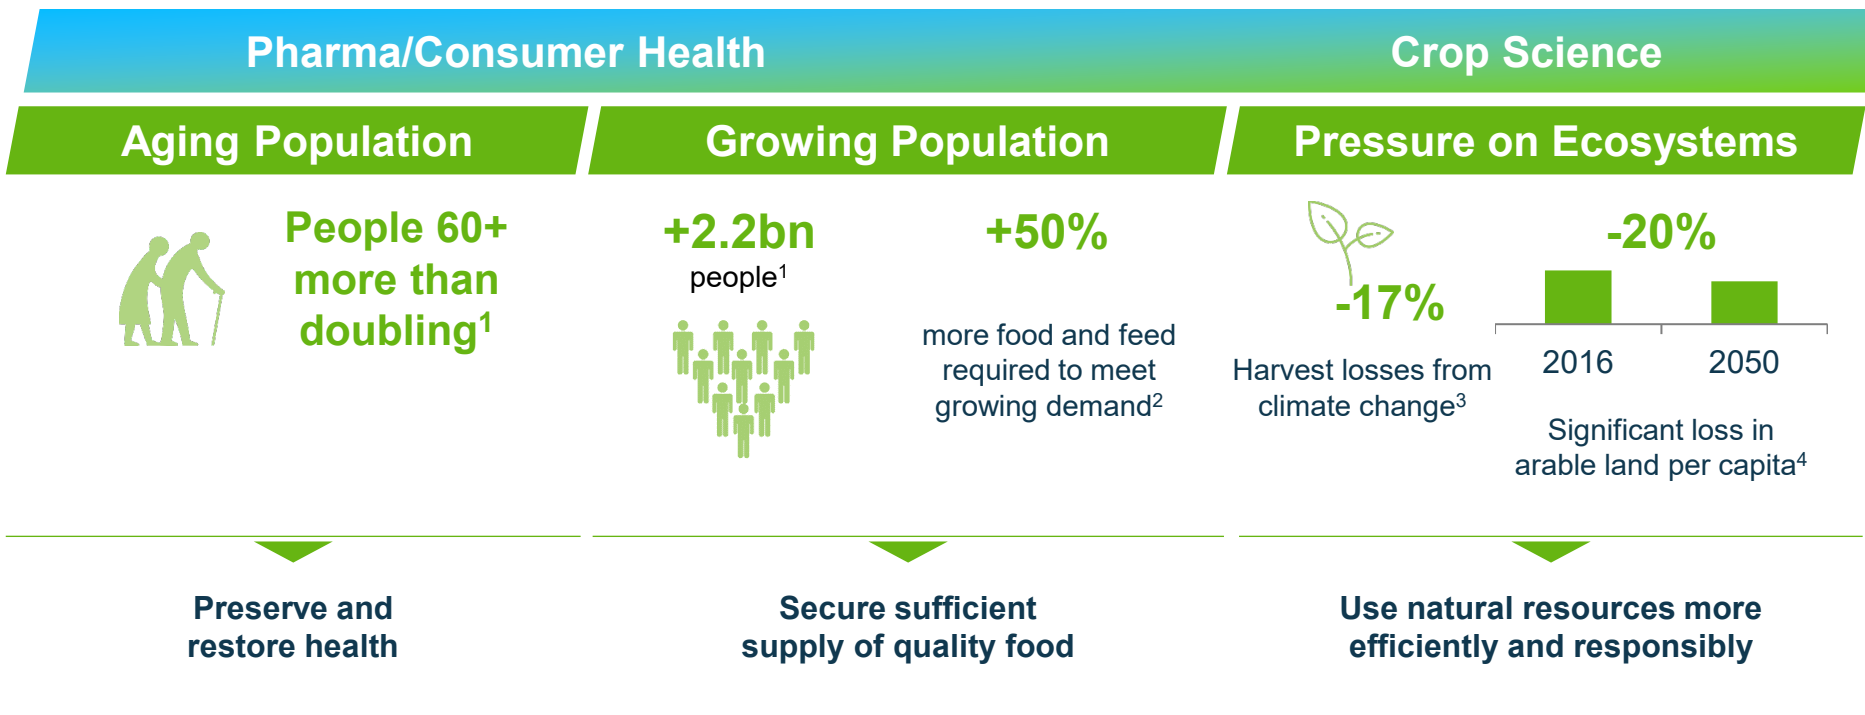 Pharma/Consumer Health
Crop Science
Aging Population
Growing Population
Pressure on Ecosystems
People 60+
more than
doubling¹
+2.2bn
people¹
+50%
more food and feed
required to meet
growing demand²
-17%
Harvest losses from
climate change³
-20%
2016
2050
Significant loss in
arable land per capita⁴
Preserve and
restore health
Secure sufficient
supply of quality food
Use natural resources more
efficiently and responsibly